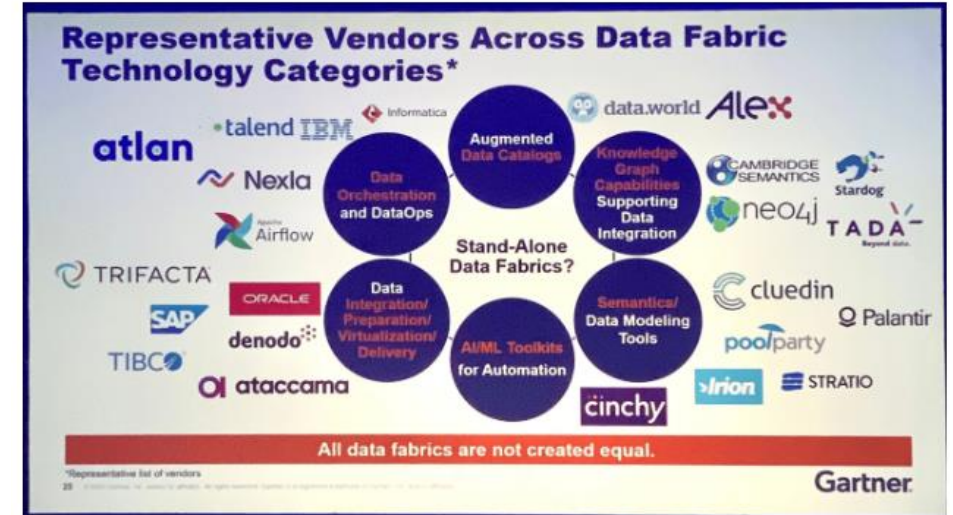 Representative Vendors Across Data Fabric
Technology Categories*
atlan
talend
IBM
Informatica
data.world
Alex
Augmented
Data Catalogs
Data
Orchestration
and DataOps
Knowledge
Graph
Capabilities
Supporting
Data
Integration
Nexla
Apache
Airflow
CAMBRIDGE
SEMANTICS
Stardog
neo4j
TADA
Beyond data.
Stand-Alone
Data Fabrics?
TRIFACTA
ORACLE
SAP
denodo
TIBCO
ataccama
Data
Integration/
Preparation/
Virtualization/
Delivery
AI/ML Toolkits
for Automation
Semantics/
Data Modeling
Tools
cluedin
Palantir
poolparty
cinchy
>Irion
STRATIO
All data fabrics are not created equal.
*Representative list of vendors
25
Gartner